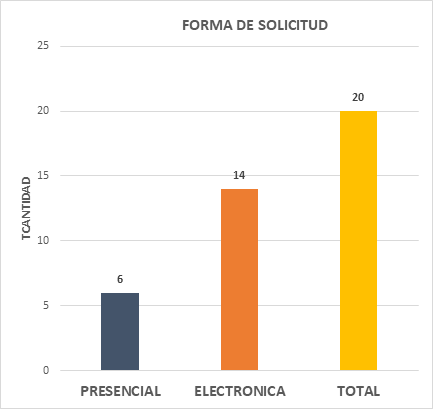 FORMA DE SOLICITUD
25
20
15
10
5
0
TCANTIDAD
6
14
20
PRESENCIAL
ELECTRONICA
TOTAL